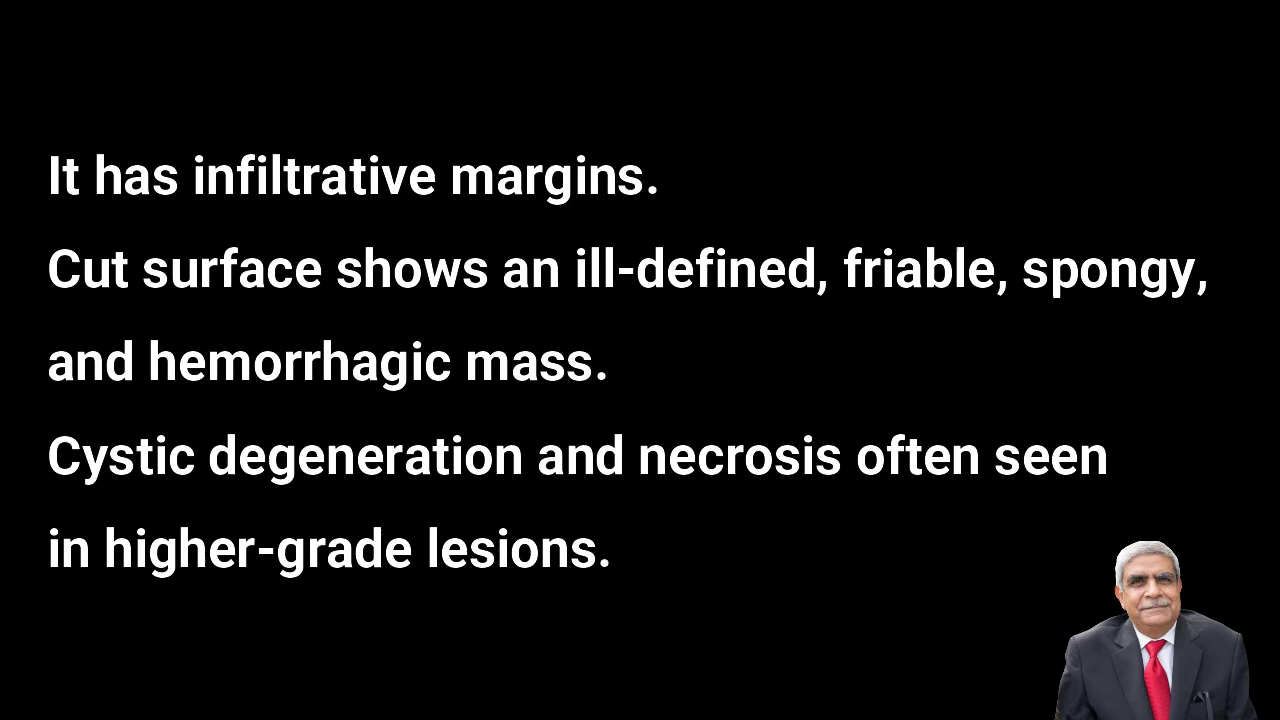 It has infiltrative margins.
Cut surface shows an ill-defined, friable, spongy,
and hemorrhagic mass.
Cystic degeneration and necrosis often seen
in higher-grade lesions.